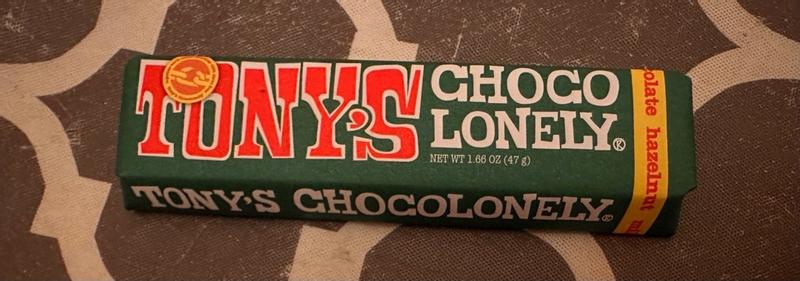 TONY'S
CHOCO
LONELY
NET WT 1.66 OZ (47 g)
TONY'S CHOCOLONELY
olate hazelnut